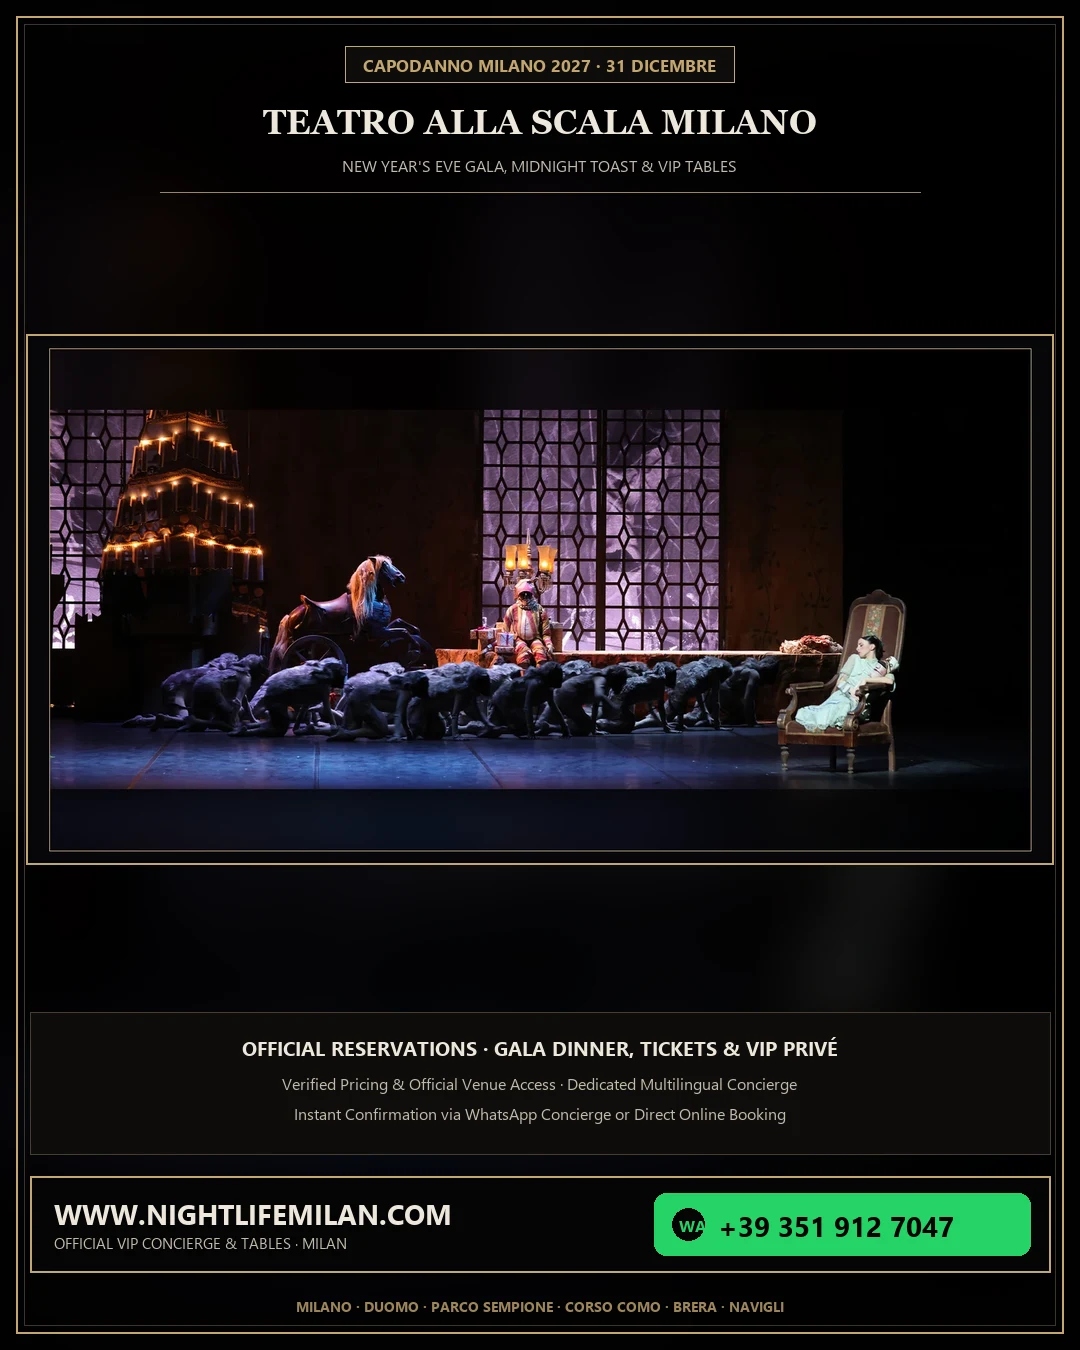 CAPODANNO MILANO 2027 · 31 DICEMBRE
TEATRO ALLA SCALA MILANO
NEW YEAR'S EVE GALA, MIDNIGHT TOAST & VIP TABLES
OFFICIAL RESERVATIONS · GALA DINNER, TICKETS & VIP PRIVÉ
Verified Pricing & Official Venue Access · Dedicated Multilingual Concierge
Instant Confirmation via WhatsApp Concierge or Direct Online Booking
WWW.NIGHTLIFEMILAN.COM
OFFICIAL VIP CONCIERGE & TABLES · MILAN
WA +39 351 912 7047
MILANO · DUOMO · PARCO SEMPIONE · CORSO COMO · BRERA · NAVIGLI